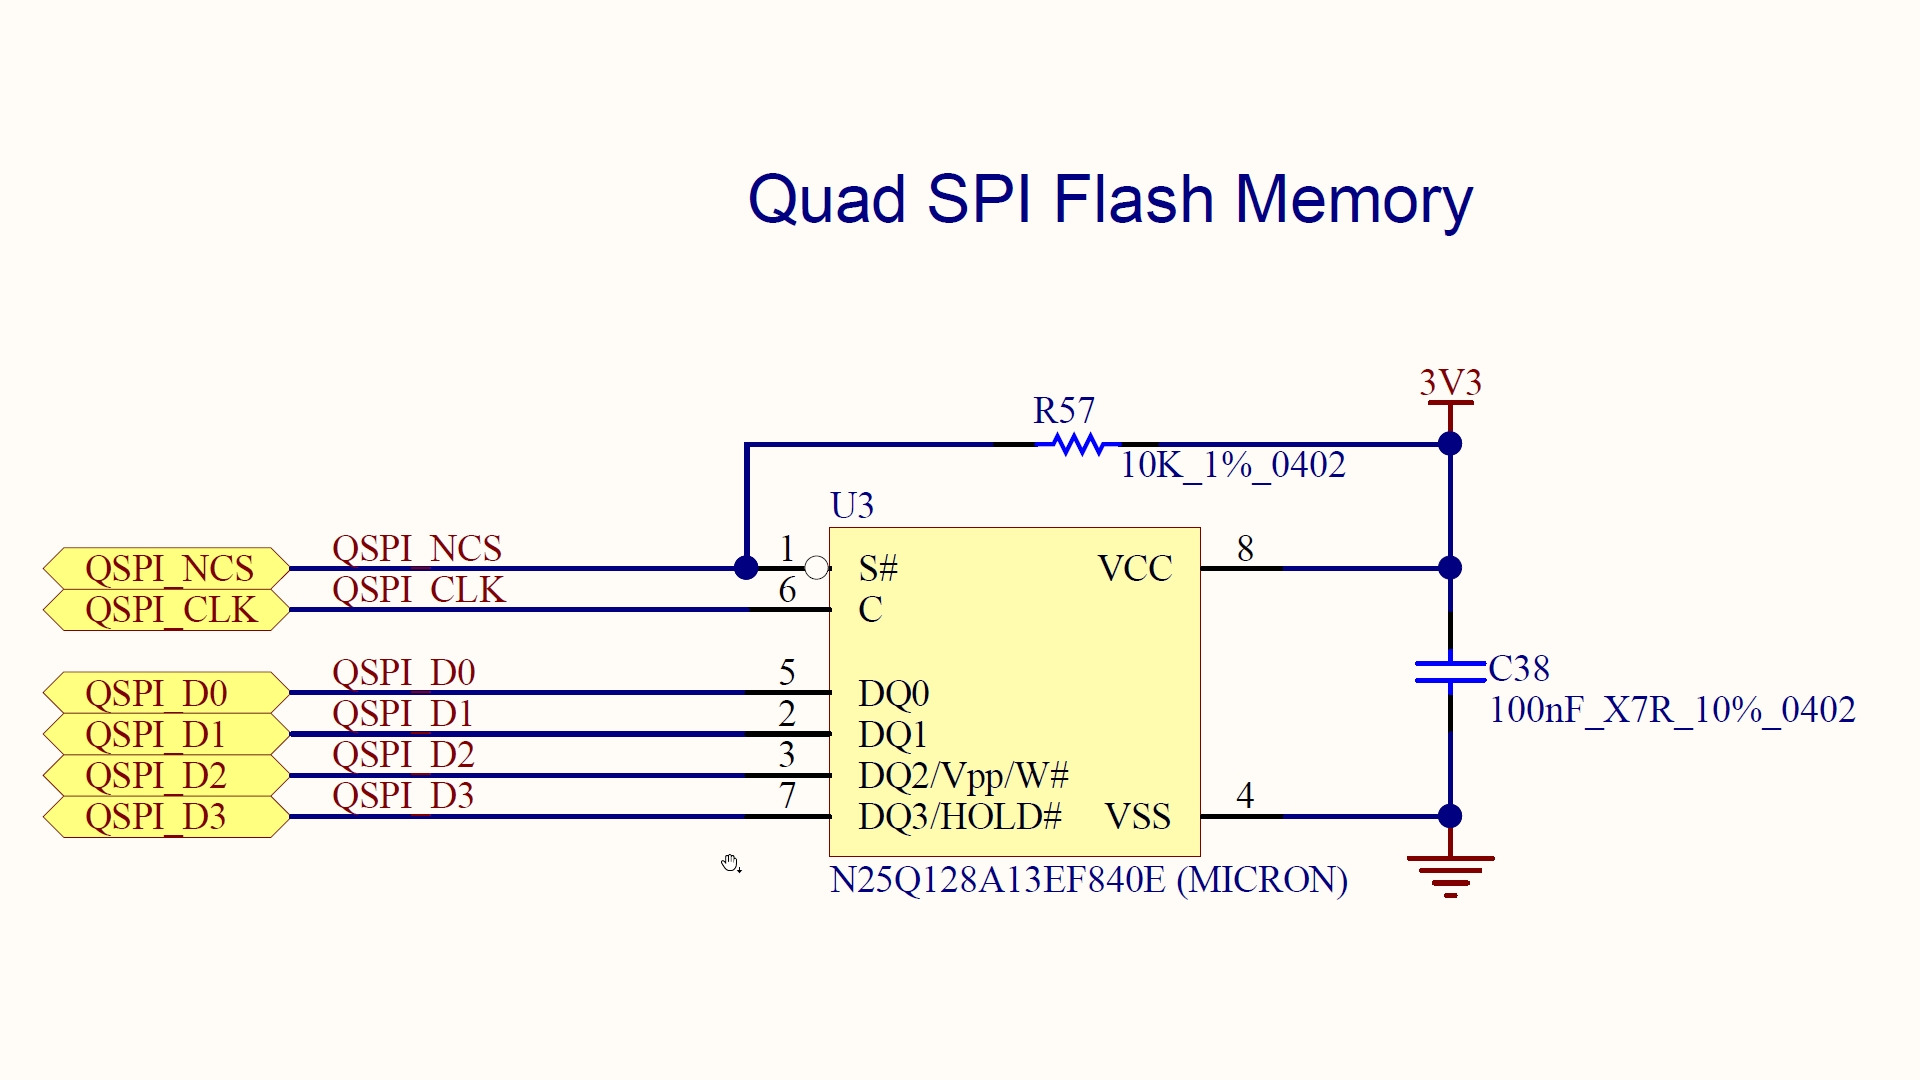 Quad SPI Flash Memory
3V3
R57
10K_1%_0402
U3
QSPI_NCS QSPI_NCS 1 S# VCC 8
QSPI_CLK QSPI_CLK 6 C
C38
QSPI_D0 QSPI_D0 5 DQ0
100nF_X7R_10%_0402
QSPI_D1 QSPI_D1 2 DQ1
QSPI_D2 QSPI_D2 3 DQ2/Vpp/W#
QSPI_D3 QSPI_D3 7 DQ3/HOLD# VSS 4
N25Q128A13EF840E (MICRON)